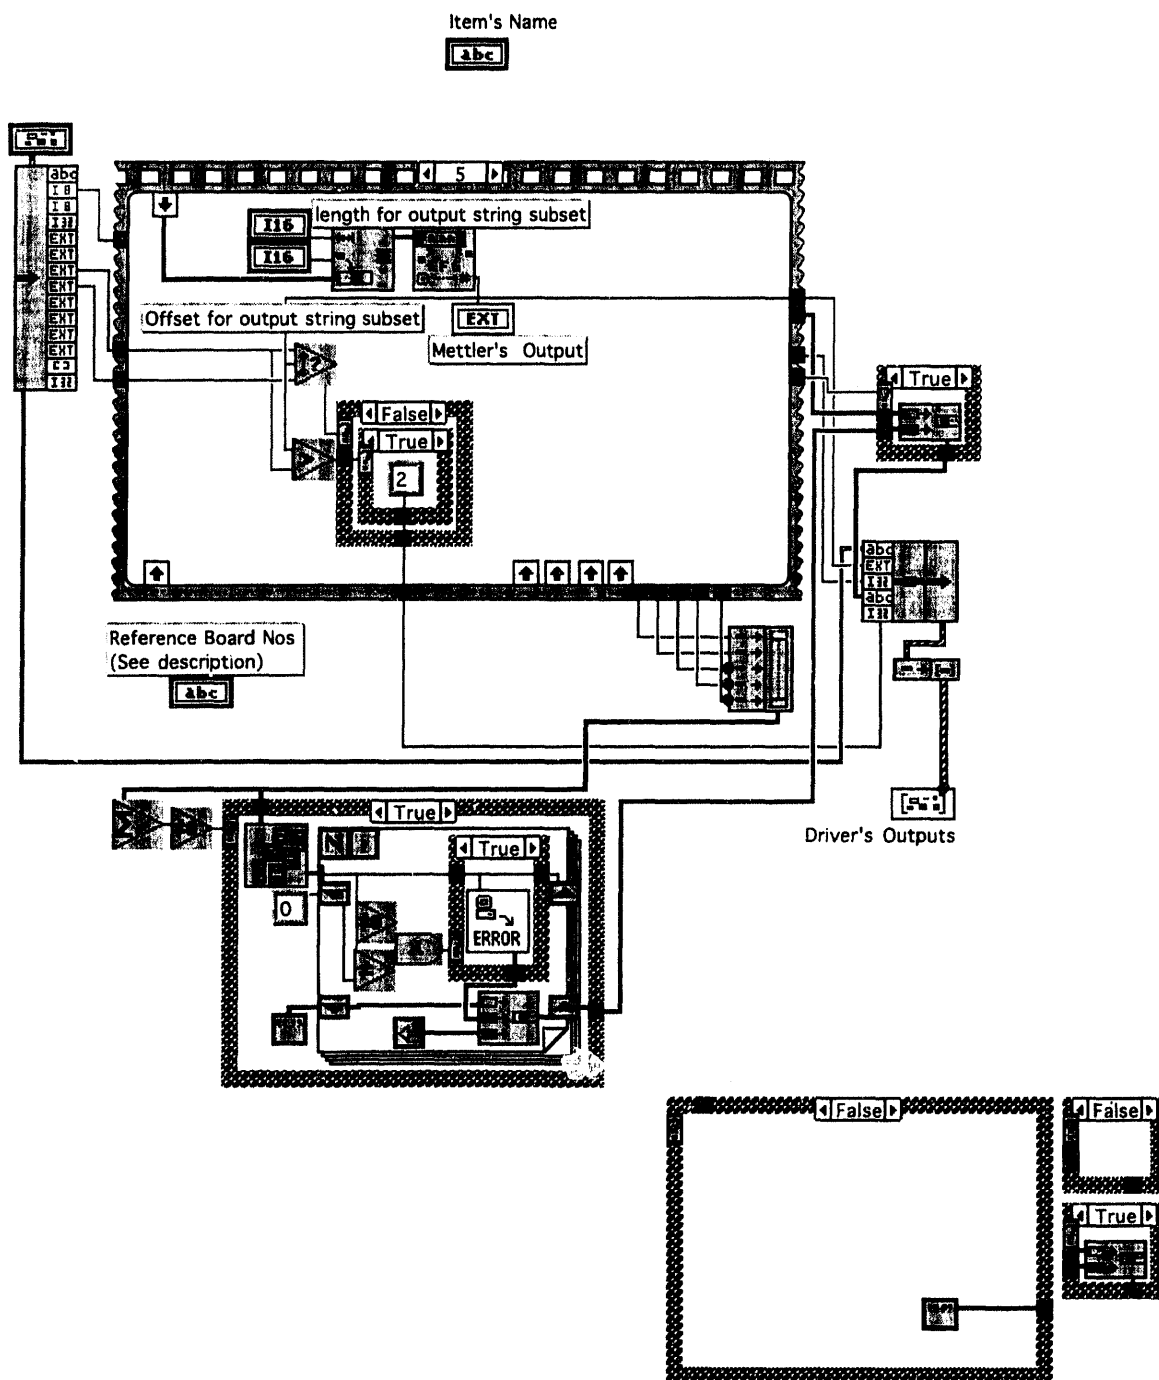 Item's Name
abc
abc
I8
I8
I32
EXT
EXT
EXT
EXT
EXT
EXT
EXT
EXT
I32
5
length for output string subset
I16
I16
Offset for output string subset
EXT
Mettler's Output
True
False
True
2
abc
EXT
I32
abc
I32
Reference Board Nos
(See description)
abc
True
Driver's Outputs
N i
True
0
ERROR
False
False
True